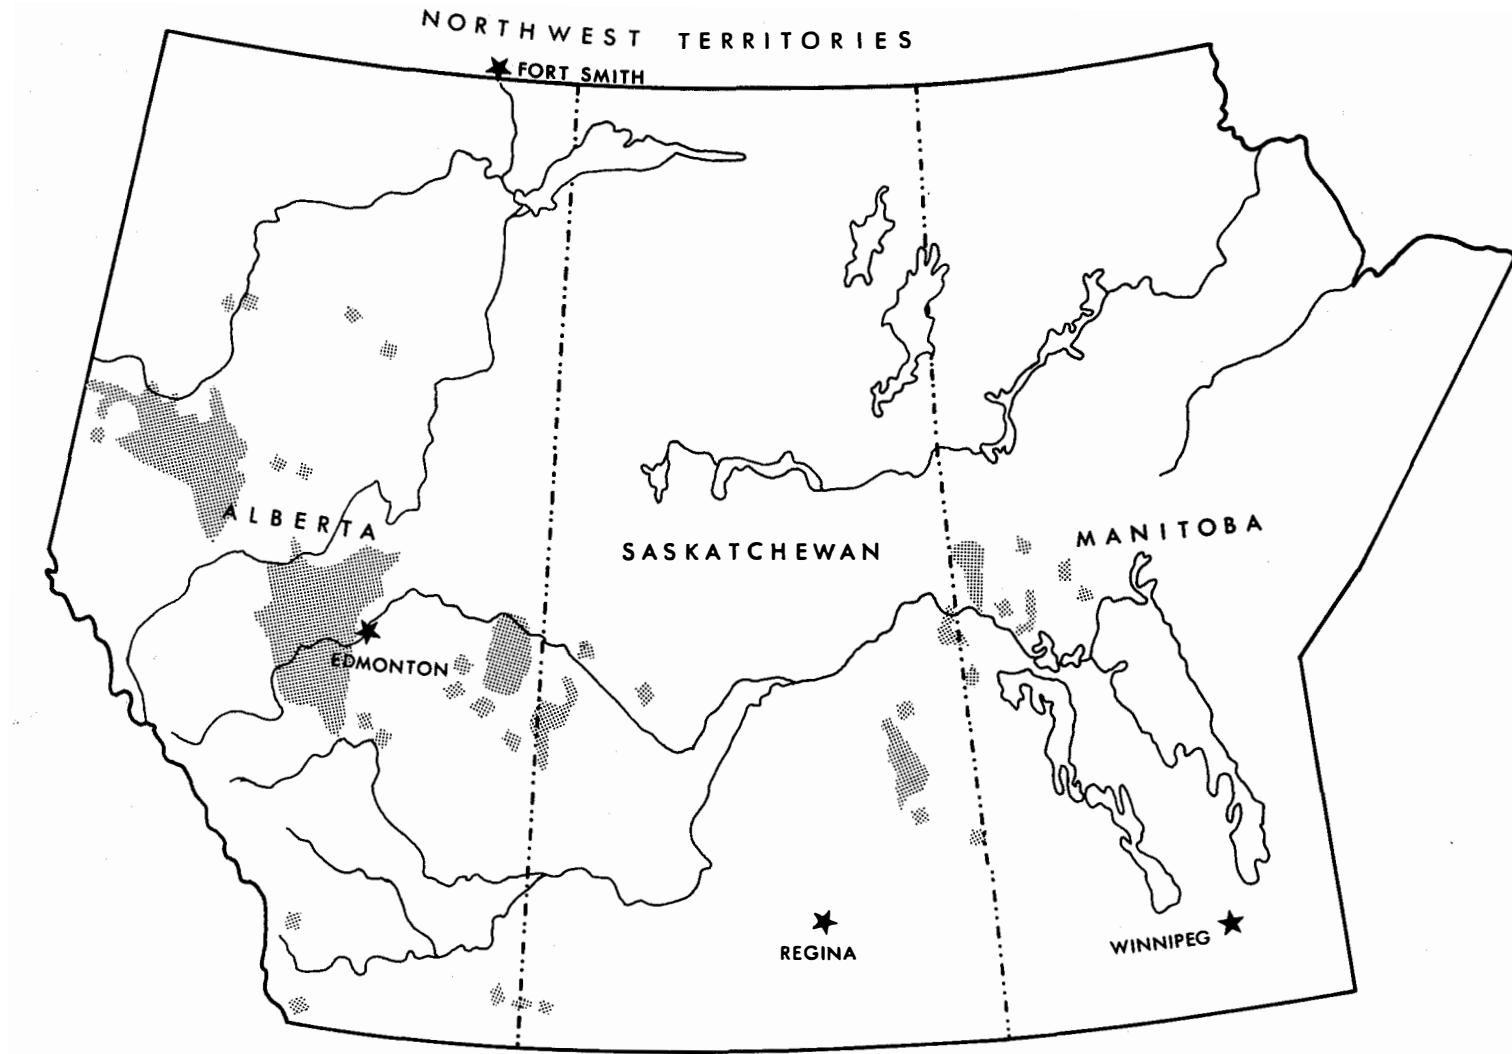 NORTHWEST TERRITORIES
FORT SMITH
ALBERTA
SASKATCHEWAN
MANITOBA
EDMONTON
REGINA
WINNIPEG